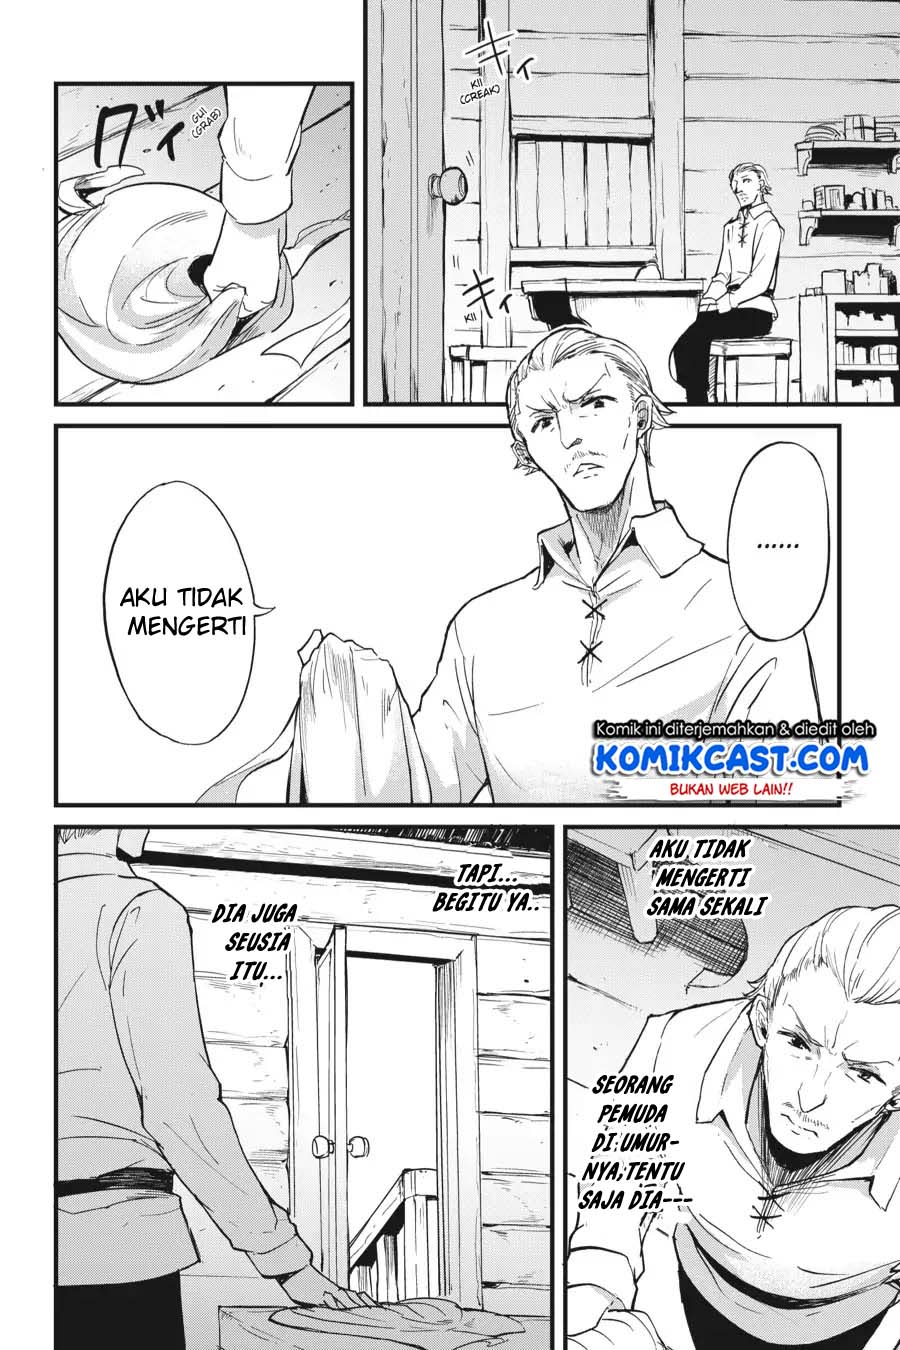 キィ
KII
(CREAK)
キィ
KII
グイ
GUI
(GRAB)
......
AKU TIDAK
MENGERTI
Komik ini diterjemahkan & diedit oleh
KOMIKCAST.COM
BUKAN WEB LAIN!!
AKU TIDAK
MENGERTI
SAMA SEKALI
SEORANG
PEMUDA
DI UMUR-
NYA,TENTU
SAJA DIA---
TAPI...
BEGITU YA..
DIA JUGA
SEUSIA
ITU...